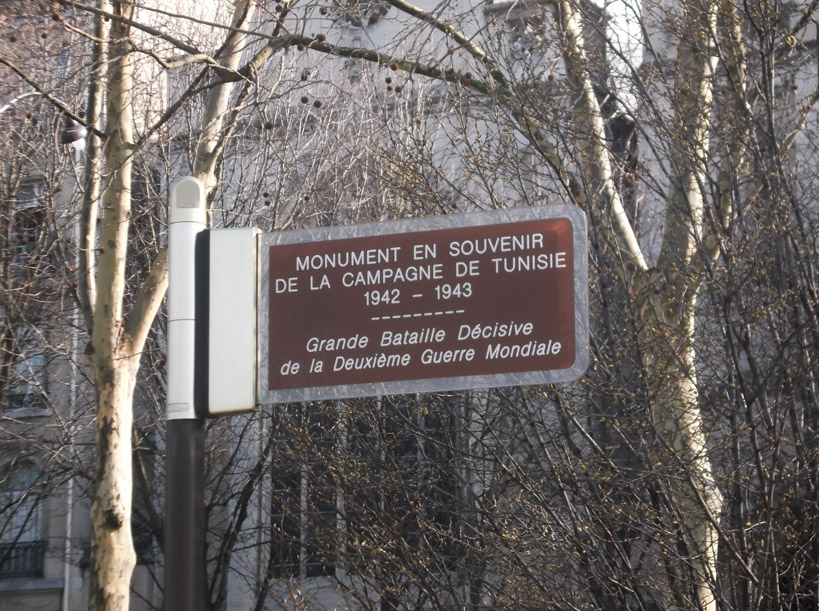 MONUMENT EN SOUVENIR
DE LA CAMPAGNE DE TUNISIE
1942 - 1943
---------
Grande Bataille Décisive
de la Deuxième Guerre Mondiale